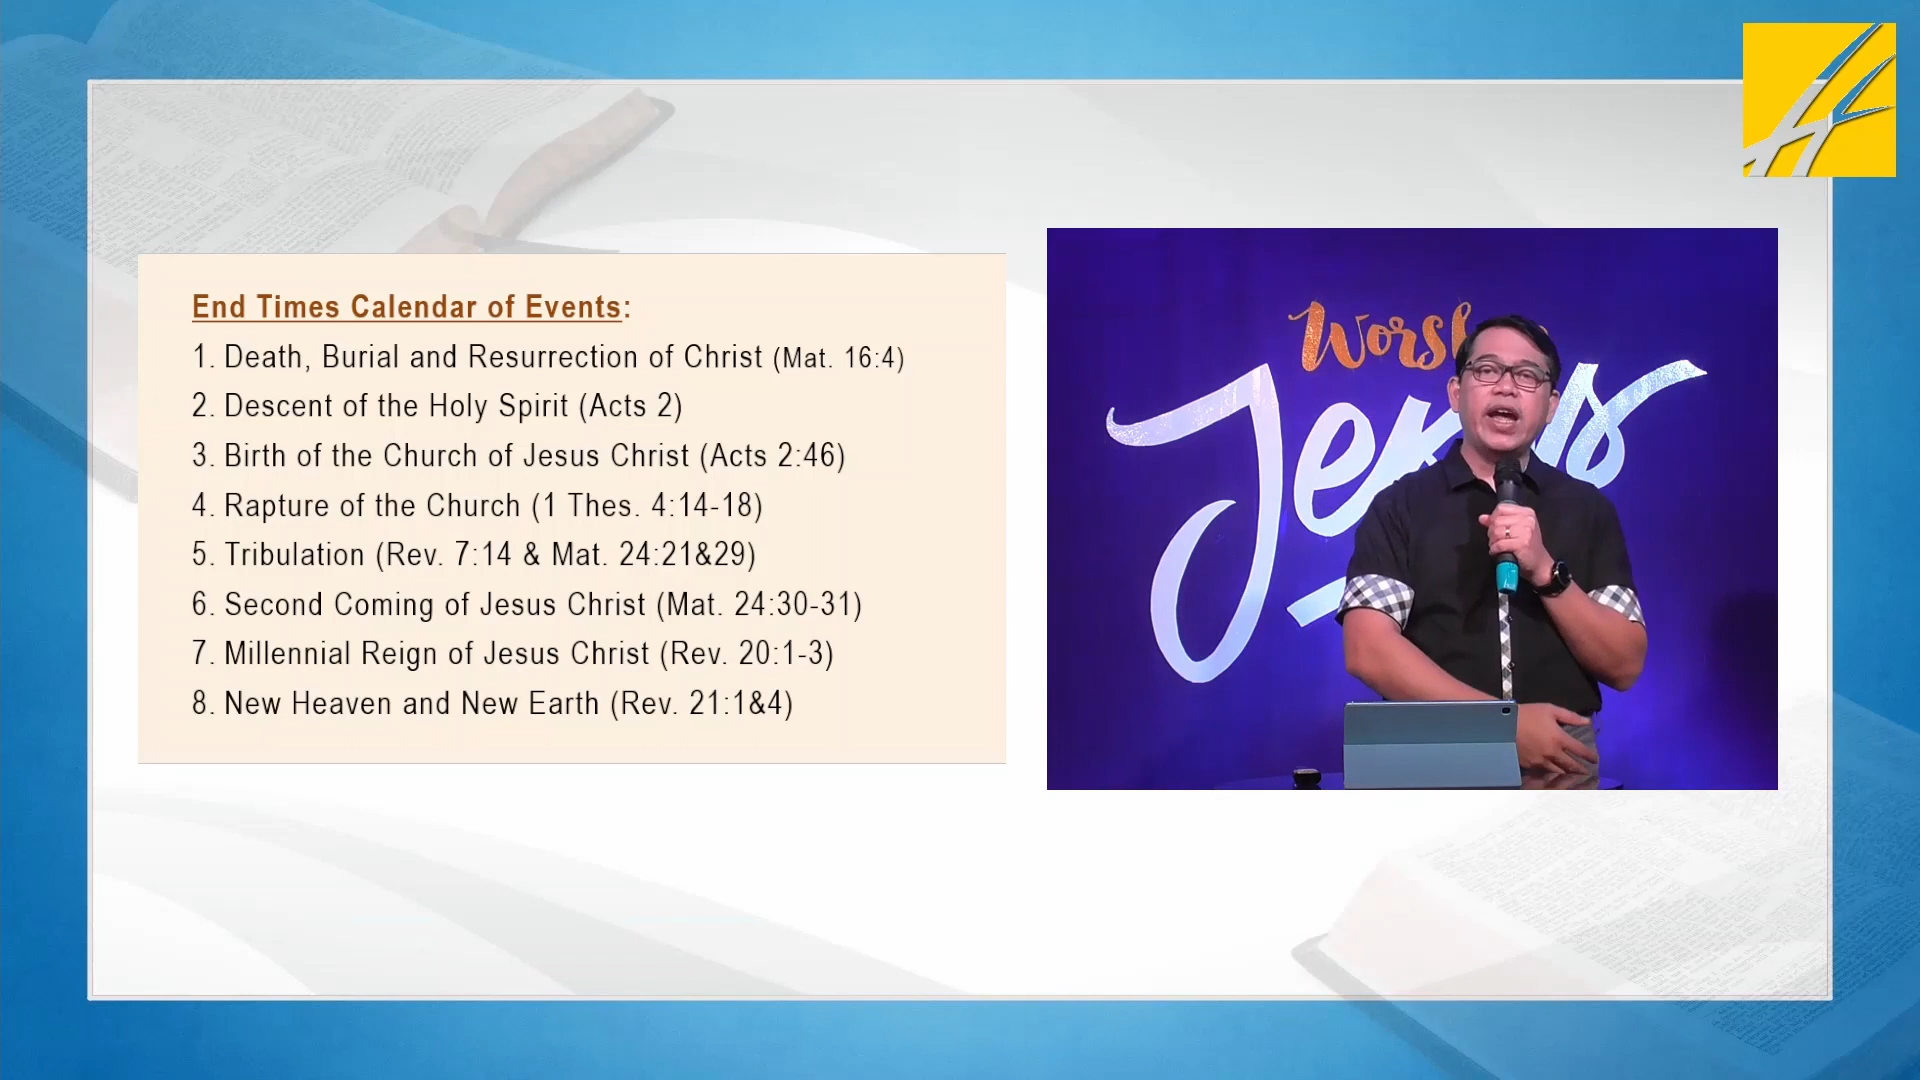 End Times Calendar of Events:
1. Death, Burial and Resurrection of Christ (Mat. 16:4)
2. Descent of the Holy Spirit (Acts 2)
3. Birth of the Church of Jesus Christ (Acts 2:46)
4. Rapture of the Church (1 Thes. 4:14-18)
5. Tribulation (Rev. 7:14 & Mat. 24:21&29)
6. Second Coming of Jesus Christ (Mat. 24:30-31)
7. Millennial Reign of Jesus Christ (Rev. 20:1-3)
8. New Heaven and New Earth (Rev. 21:1&4)
Worship
Jesus